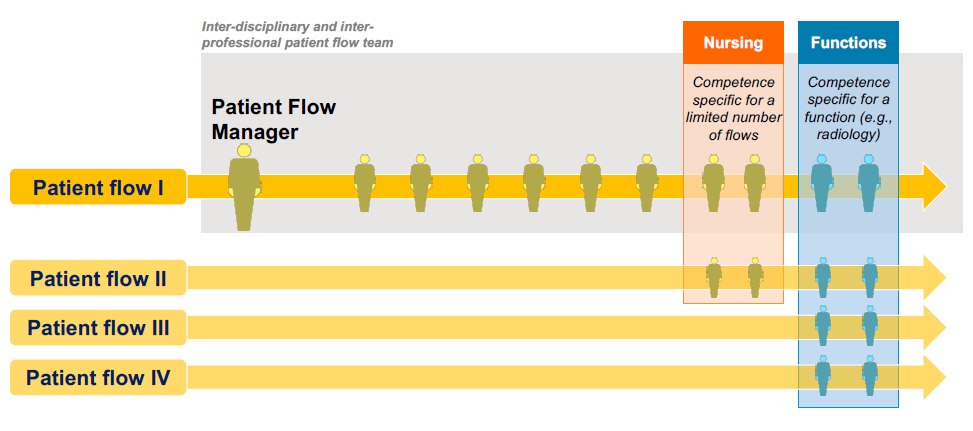 Inter-disciplinary and inter-
professional patient flow team
Nursing
Functions
Competence
specific for a
limited number
of flows
Competence
specific for a
function (e.g.,
radiology)
Patient Flow
Manager
Patient flow I
Patient flow II
Patient flow III
Patient flow IV